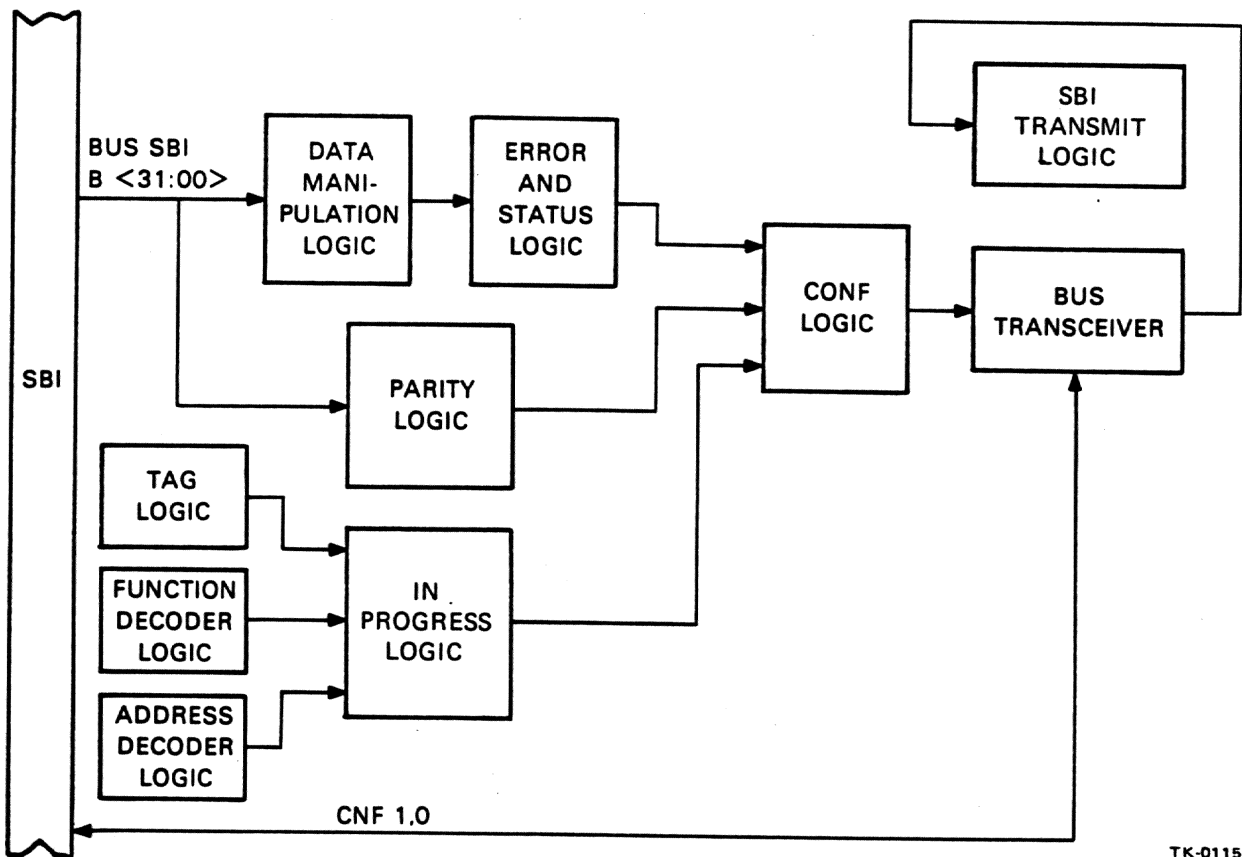 SBI
BUS SBI
B <31:00>
DATA
MANI-
PULATION
LOGIC
ERROR
AND
STATUS
LOGIC
SBI
TRANSMIT
LOGIC
CONF
LOGIC
BUS
TRANSCEIVER
PARITY
LOGIC
TAG
LOGIC
FUNCTION
DECODER
LOGIC
IN
PROGRESS
LOGIC
ADDRESS
DECODER
LOGIC
CNF 1,0
TK-0115